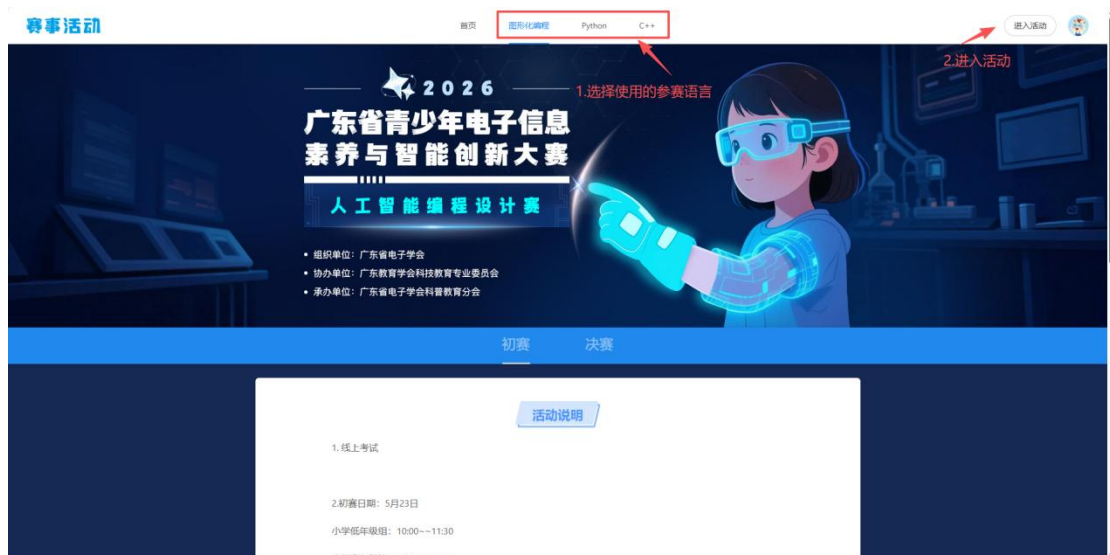 赛事活动
首页 图形化编程 Python C++
进入活动
1.选择使用的参赛语言
2.进入活动
2026
广东省青少年电子信息
素养与智能创新大赛
人工智能编程设计赛
• 组织单位：广东省电子学会
• 协办单位：广东教育学会科技教育专业委员会
• 承办单位：广东省电子学会科普教育分会
初赛 决赛
活动说明
1. 线上考试
2.初赛日期：5月23日
小学低年级组：10:00~~11:30